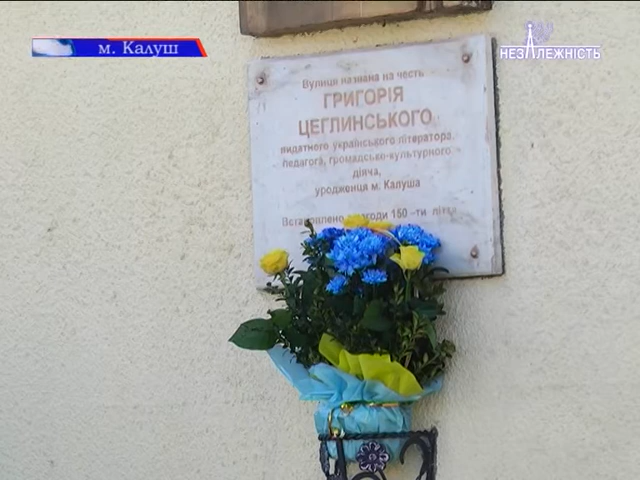 м. Калуш
НЕЗАЛЕЖНІСТЬ
Вулиця названа на честь
ГРИГОРІЯ
ЦЕГЛИНСЬКОГО
видатного українського літератора,
педагога, громадсько-культурного
діяча,
уродженця м. Калуша
Встановлено з нагоди 150 –ти ліття